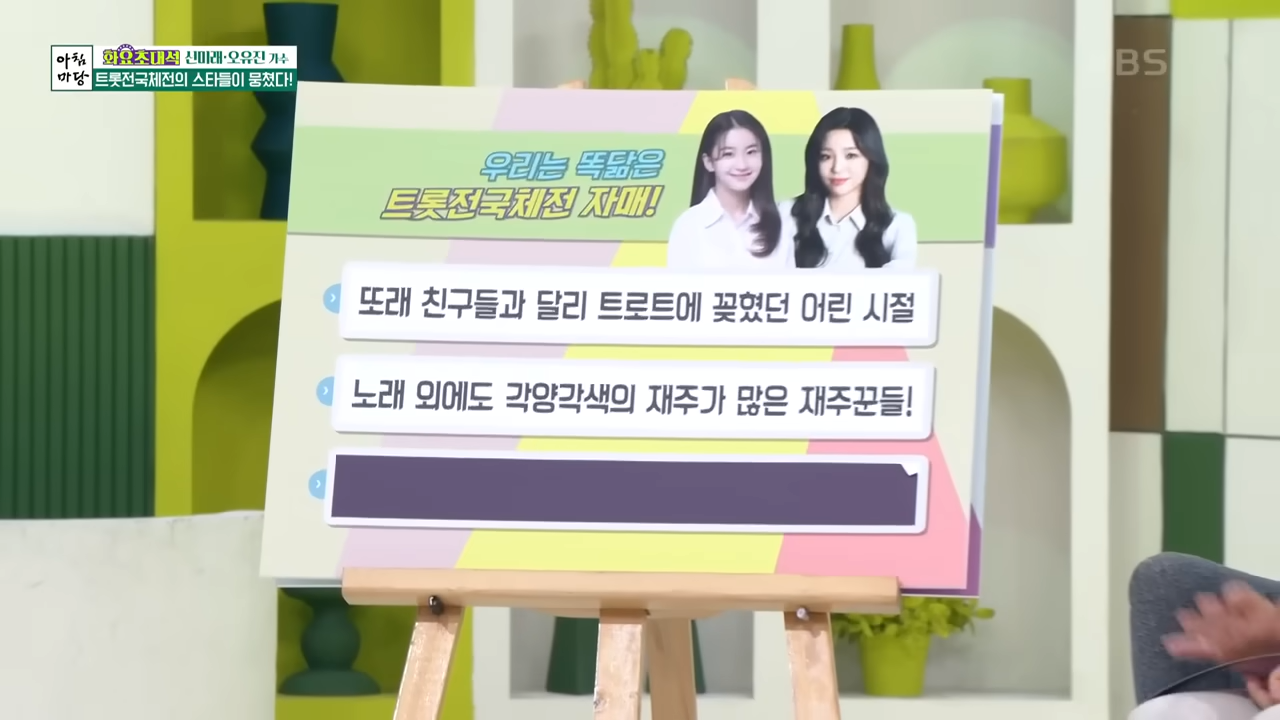 아침
마당
화요초대석 신미래·오유진 가수
트롯전국체전의 스타들이 뭉쳤다!
KBS
우리는 똑닮은
트롯전국체전 자매!
또래 친구들과 달리 트로트에 꽂혔던 어린 시절
노래 외에도 각양각색의 재주가 많은 재주꾼들!